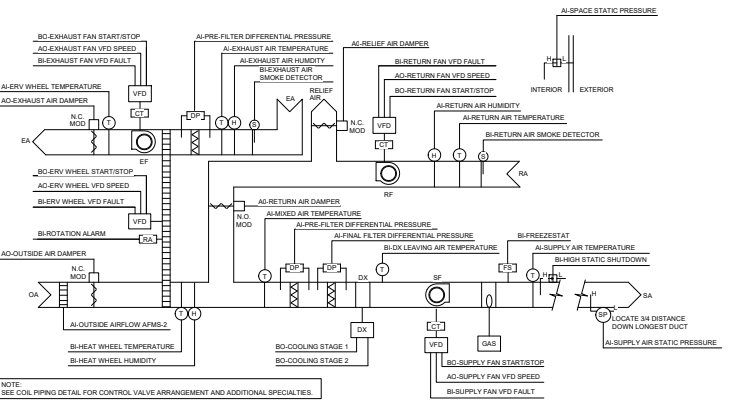 AI-SPACE STATIC PRESSURE
H
L
INTERIOR
EXTERIOR
BO-EXHAUST FAN START/STOP
AO-EXHAUST FAN VFD SPEED
BI-EXHAUST FAN VFD FAULT
VFD
CT
AI-ERV WHEEL TEMPERATURE
AO-EXHAUST AIR DAMPER
N.C.
MOD
T
EA
EF
AI-PRE-FILTER DIFFERENTIAL PRESSURE
AI-EXHAUST AIR TEMPERATURE
AI-EXHAUST AIR HUMDITY
BI-EXHAUST AIR
SMOKE DETECTOR
DP
T
H
S
EA
RELIEF
AIR
A0-RELIEF AIR DAMPER
N.C.
MOD
BI-RETURN FAN VFD FAULT
AO-RETURN FAN VFD SPEED
BO-RETURN FAN START/STOP
VFD
CT
RF
AI-RETURN AIR HUMIDITY
AI-RETURN AIR TEMPERATURE
BI-RETURN AIR SMOKE DETECTOR
H
T
S
RA
BO-ERV WHEEL START/STOP
AO-ERV WHEEL VFD SPEED
BI-ERV WHEEL VFD FAULT
VFD
BI-ROTATION ALARM
RA
A0-RETURN AIR DAMPER
N.O.
MOD
AI-MIXED AIR TEMPERATURE
AI-PRE-FILTER DIFFERENTIAL PRESSURE
AI-FINAL FILTER DIFFERENTIAL PRESSURE
BI-DX LEAVING AIR TEMPERATURE
BI-FREEZESTAT
AI-SUPPLY AIR TEMPERATURE
BI-HIGH STATIC SHUTDOWN
AO-OUTSIDE AIR DAMPER
N.C.
MOD
OA
T
DP
DP
DX
T
SF
FS
T
H
L
H
L
SA
SP
LOCATE 3/4 DISTANCE
DOWN LONGEST DUCT
AI-SUPPLY AIR STATIC PRESSURE
T
H
AI-OUTSIDE AIRFLOW AFMS-2
BI-HEAT WHEEL TEMPERATURE
BI-HEAT WHEEL HUMIDITY
DX
BO-COOLING STAGE 1
BO-COOLING STAGE 2
CT
VFD
GAS
BO-SUPPLY FAN START/STOP
AO-SUPPLY FAN VFD SPEED
BI-SUPPLY FAN VFD FAULT
NOTE:
SEE COIL PIPING DETAIL FOR CONTROL VALVE ARRANGEMENT AND ADDITIONAL SPECIALTIES.